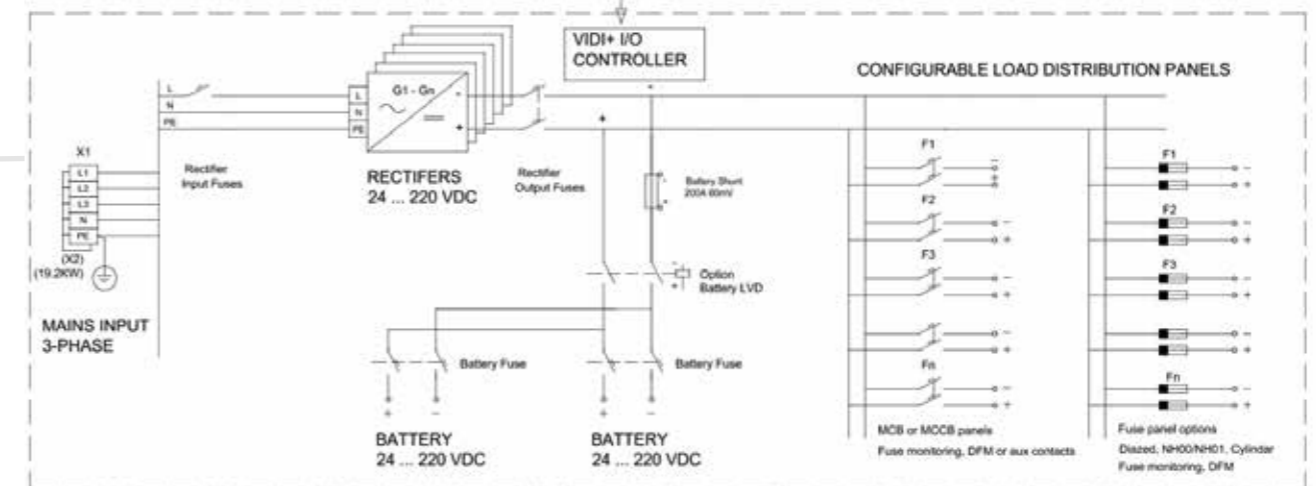 VIDI+ I/O
CONTROLLER
CONFIGURABLE LOAD DISTRIBUTION PANELS
L
N
PE
L
N
PE
G1 - Gn
-
+
-
+
X1
L1
L2
L3
N
PE
(X2)
(19.2KW)
MAINS INPUT
3-PHASE
Rectifier
Input Fuses
RECTIFERS
24 ... 220 VDC
Rectifier
Output Fuses
Battery Shunt
200A 60mV
-
+
Option
Battery LVD
-
+
Battery Fuse
Battery Fuse
+ -
+ -
BATTERY
24 ... 220 VDC
BATTERY
24 ... 220 VDC
F1
-
+
F2
-
+
F3
-
+
-
+
Fn
-
+
MCB or MCCB panels
Fuse monitoring, DFM or aux contacts
F1
-
+
F2
-
+
F3
-
+
-
+
Fn
-
+
Fuse panel options
Diazed, NH00/NH01, Cylindar
Fuse monitoring, DFM